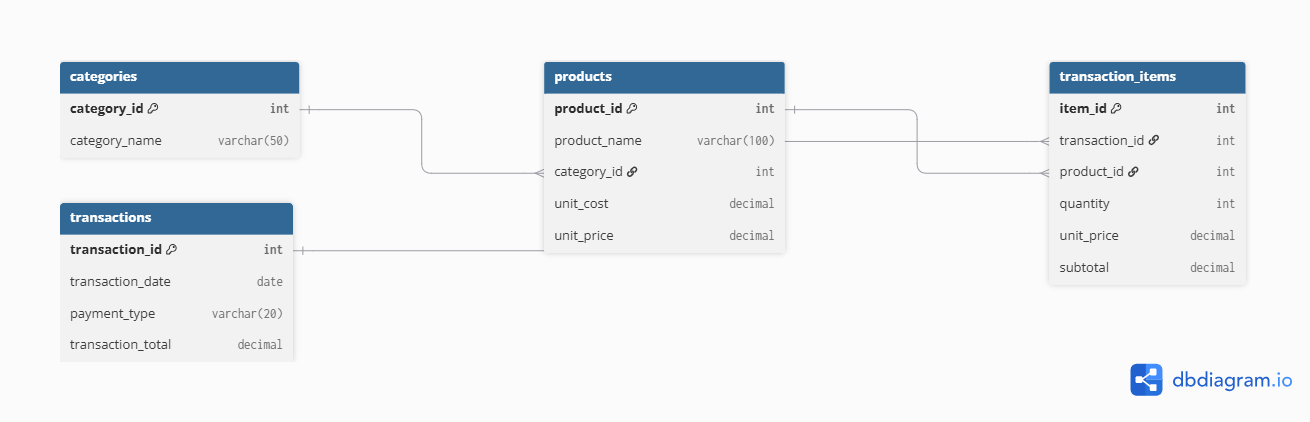 categories
category_id int
category_name varchar(50)
transactions
transaction_id int
transaction_date date
payment_type varchar(20)
transaction_total decimal
products
product_id int
product_name varchar(100)
category_id int
unit_cost decimal
unit_price decimal
transaction_items
item_id int
transaction_id int
product_id int
quantity int
unit_price decimal
subtotal decimal
dbdiagram.io